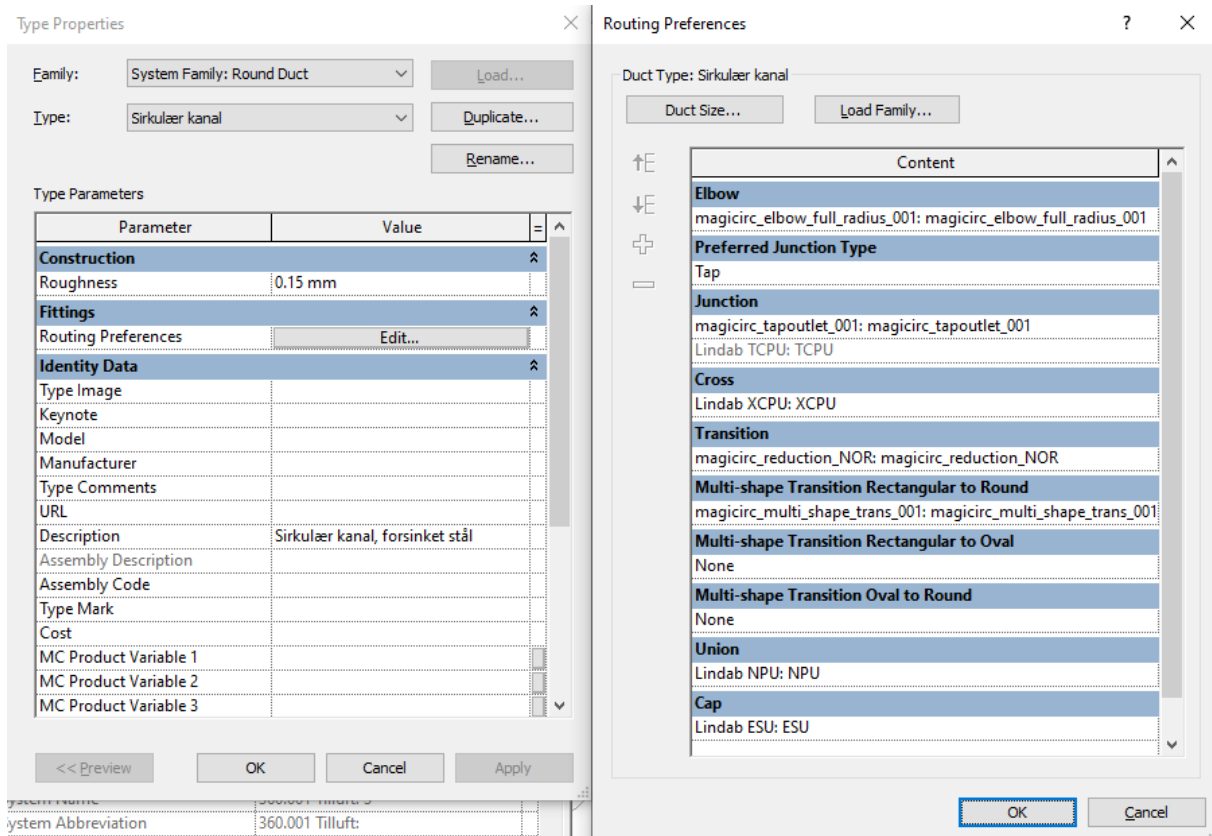 Type Properties
Family: System Family: Round Duct Load...
Type: Sirkulær kanal Duplicate...
Rename...
Type Parameters
Parameter Value =
Construction
Roughness 0.15 mm
Fittings
Routing Preferences Edit...
Identity Data
Type Image
Keynote
Model
Manufacturer
Type Comments
URL
Description Sirkulær kanal, forsinket stål
Assembly Description
Assembly Code
Type Mark
Cost
MC Product Variable 1
MC Product Variable 2
MC Product Variable 3
<< Preview OK Cancel Apply
System Abbreviation 360.001 Tilluft:
Routing Preferences ?
Duct Type: Sirkulær kanal
Duct Size... Load Family...
Content
Elbow
magicirc_elbow_full_radius_001: magicirc_elbow_full_radius_001
Preferred Junction Type
Tap
Junction
magicirc_tapoutlet_001: magicirc_tapoutlet_001
Lindab TCPU: TCPU
Cross
Lindab XCPU: XCPU
Transition
magicirc_reduction_NOR: magicirc_reduction_NOR
Multi-shape Transition Rectangular to Round
magicirc_multi_shape_trans_001: magicirc_multi_shape_trans_001
Multi-shape Transition Rectangular to Oval
None
Multi-shape Transition Oval to Round
None
Union
Lindab NPU: NPU
Cap
Lindab ESU: ESU
OK Cancel